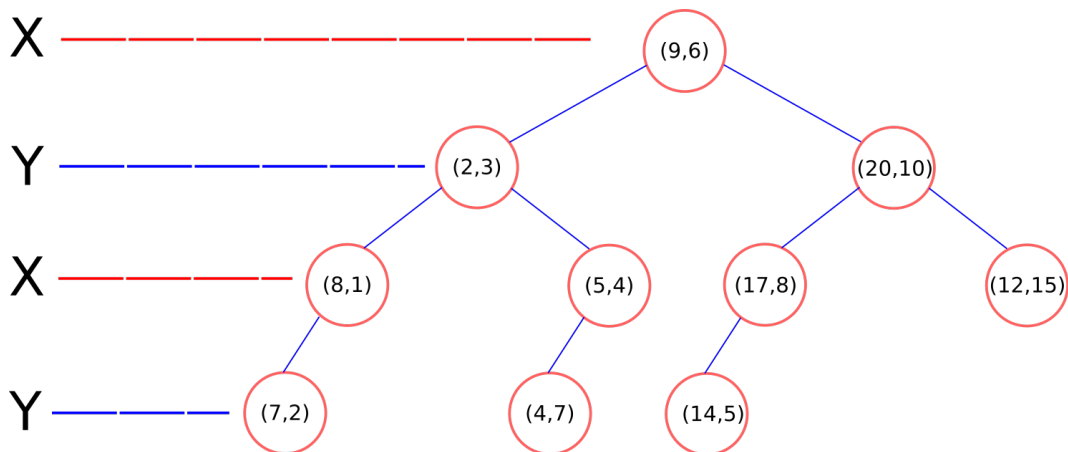 X
(9,6)
Y
(2,3)
(20,10)
X
(8,1)
(5,4)
(17,8)
(12,15)
Y
(7,2)
(4,7)
(14,5)